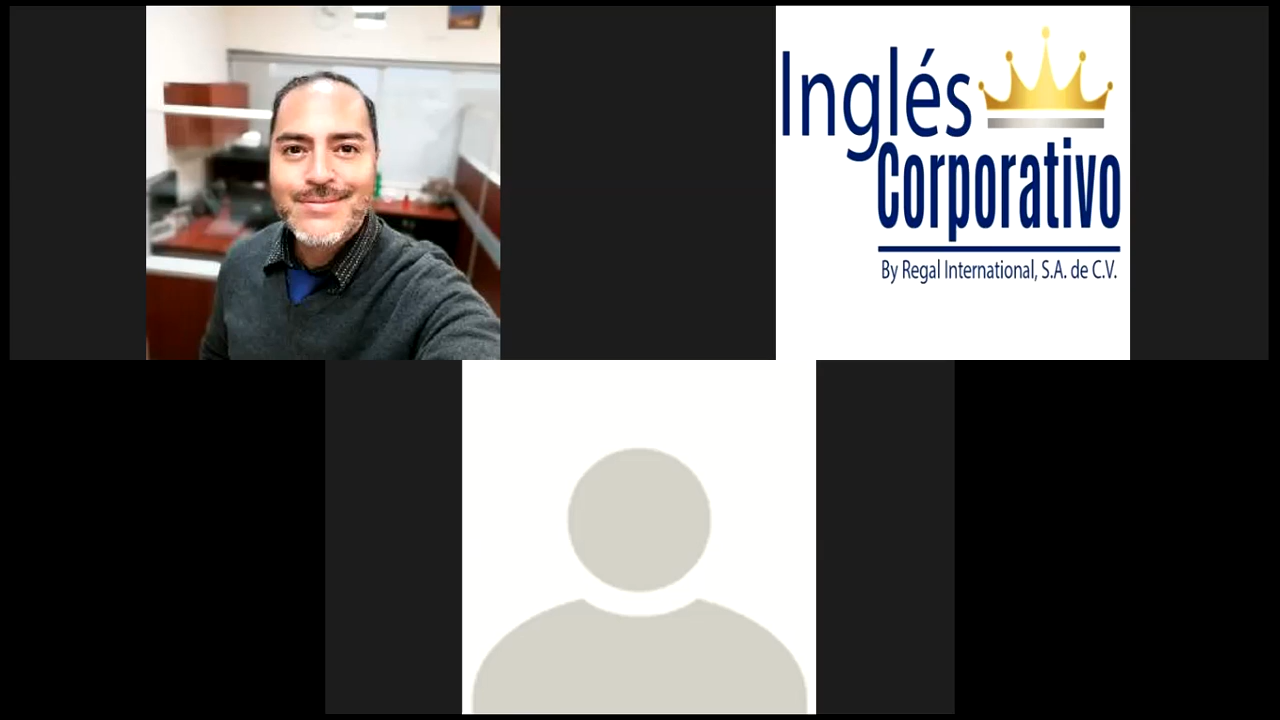 Inglés
Corporativo
By Regal International, S.A. de C.V.